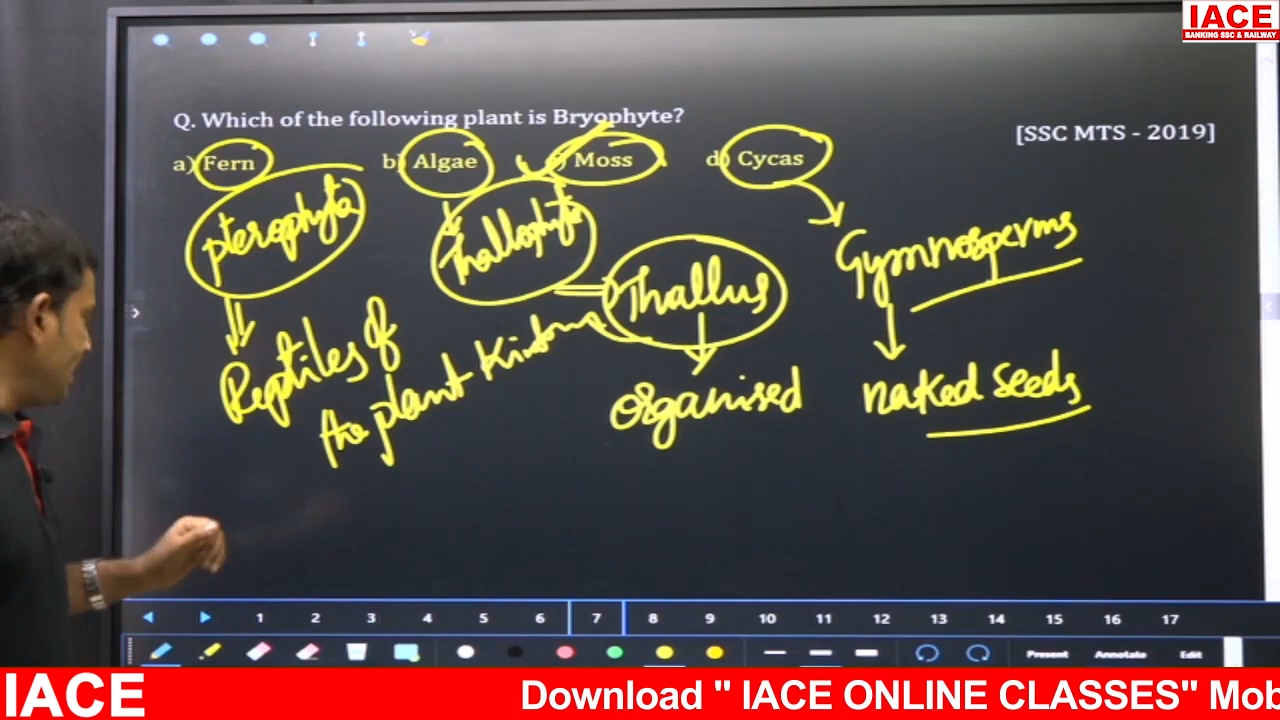 IACE
BANKING SSC & RAILWAY
Q. Which of the following plant is Bryophyte?
[SSC MTS - 2019]
a) Fern b) Algae c) Moss d) Cycas
pterophyta
Thallophyta
Thallus
Gymnosperms
Reptiles of
the plant
organised
naked seeds
1 2 3 4 5 6 7 8 9 10 11 12 13 14 15 16 17
Present Annotate Edit
IACE
Download " IACE ONLINE CLASSES" Mob